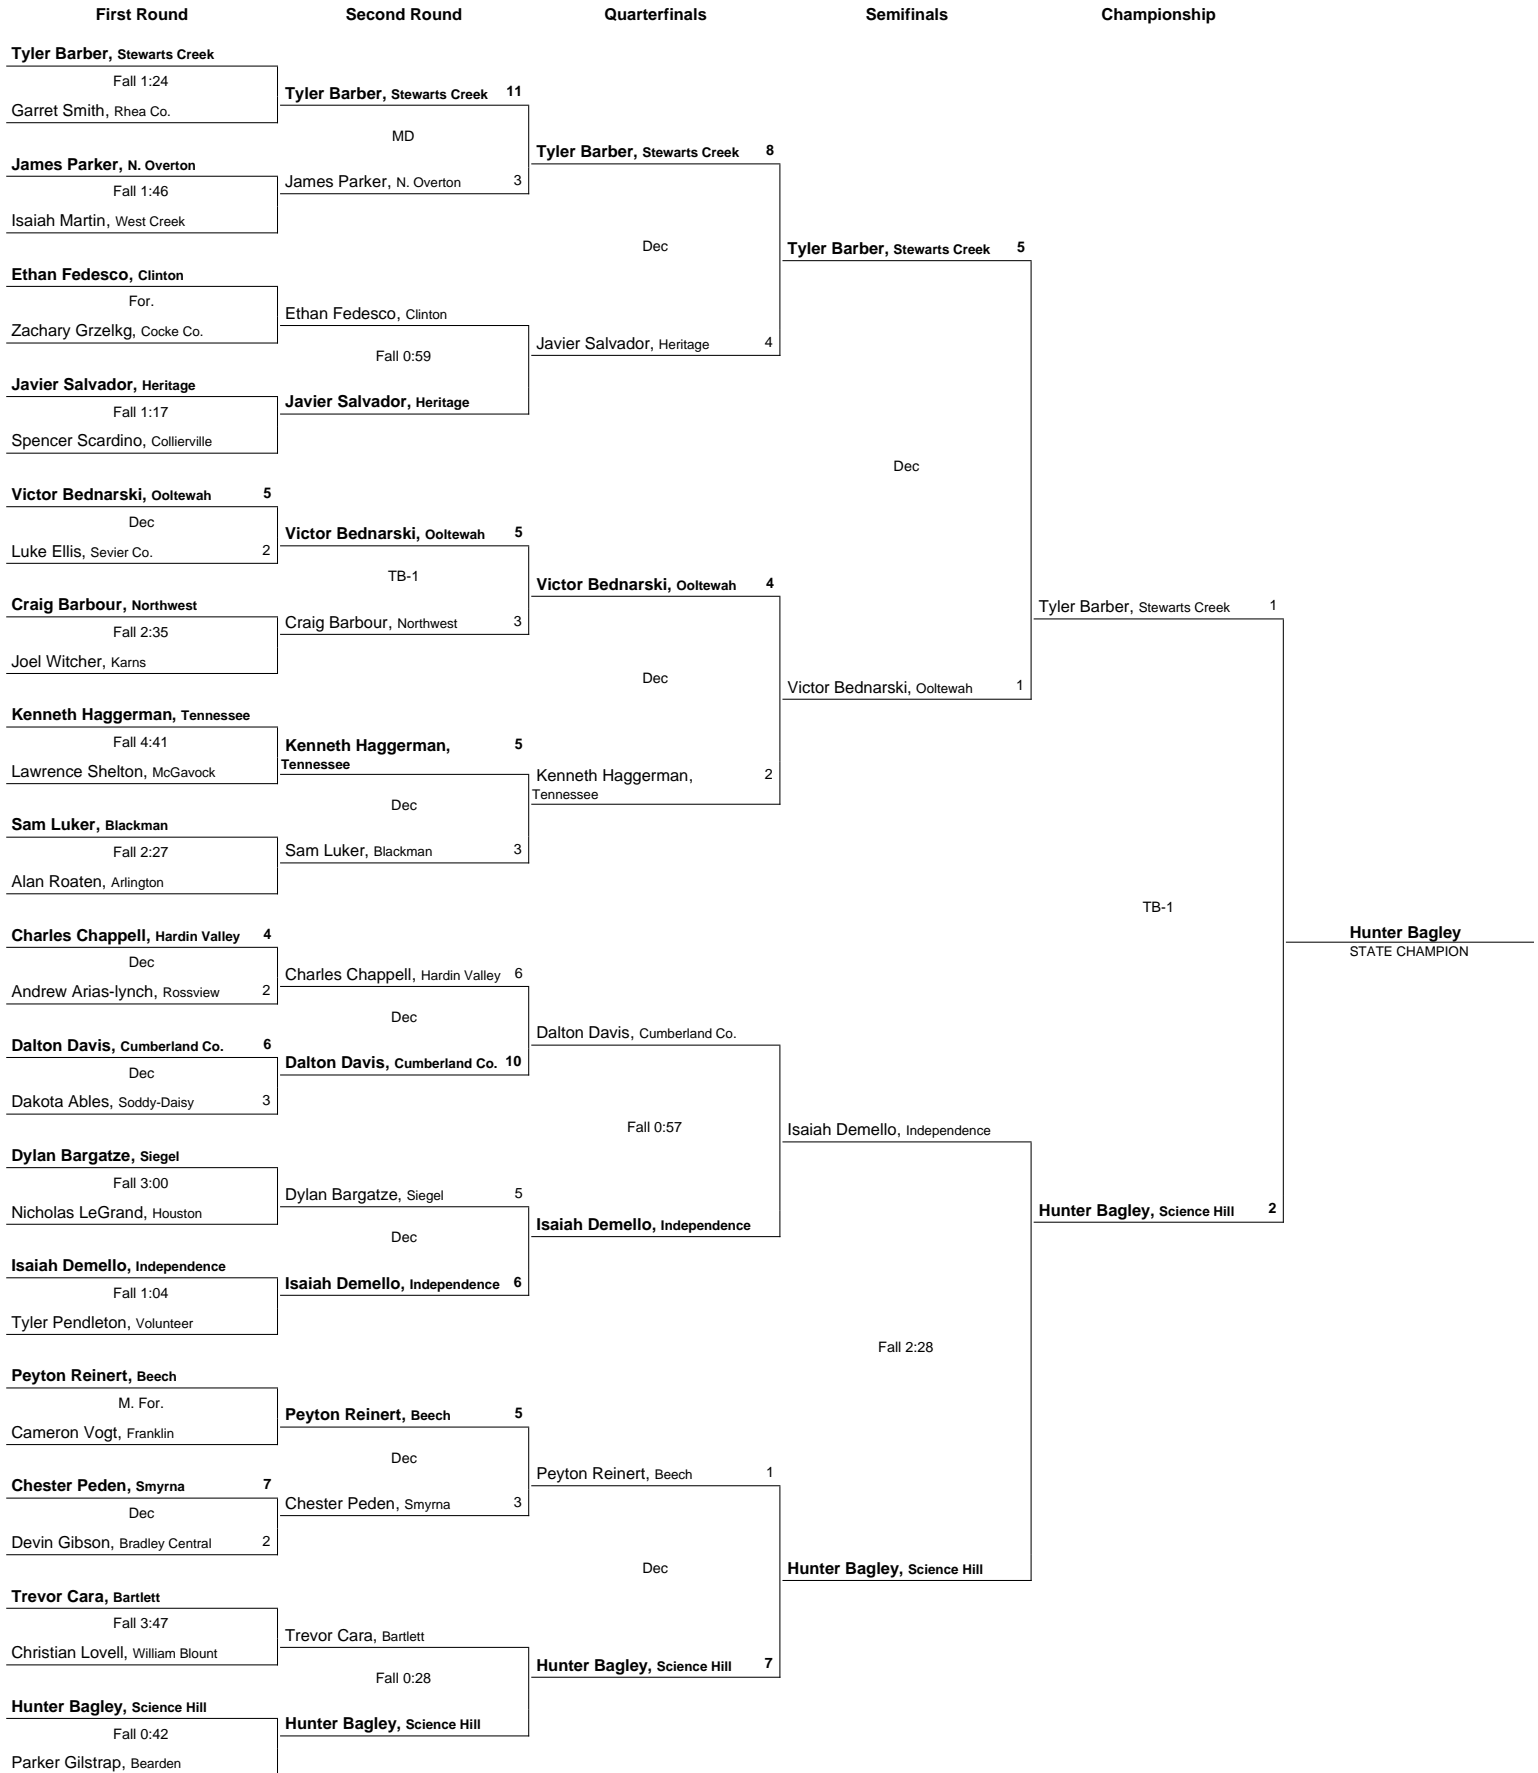 First Round
Second Round
Quarterfinals
Semifinals
Championship
Tyler Barber, Stewarts Creek
Fall 1:24
Garret Smith, Rhea Co.
James Parker, N. Overton
Fall 1:46
Isaiah Martin, West Creek
Ethan Fedesco, Clinton
For.
Zachary Grzelkg, Cocke Co.
Javier Salvador, Heritage
Fall 1:17
Spencer Scardino, Collierville
Victor Bednarski, Ooltewah 5
Dec
Luke Ellis, Sevier Co. 2
Craig Barbour, Northwest
Fall 2:35
Joel Witcher, Karns
Kenneth Haggerman, Tennessee
Fall 4:41
Lawrence Shelton, McGavock
Sam Luker, Blackman
Fall 2:27
Alan Roaten, Arlington
Charles Chappell, Hardin Valley 4
Dec
Andrew Arias-lynch, Rossview 2
Dalton Davis, Cumberland Co. 6
Dec
Dakota Ables, Soddy-Daisy 3
Dylan Bargatze, Siegel
Fall 3:00
Nicholas LeGrand, Houston
Isaiah Demello, Independence
Fall 1:04
Tyler Pendleton, Volunteer
Peyton Reinert, Beech
M. For.
Cameron Vogt, Franklin
Chester Peden, Smyrna 7
Dec
Devin Gibson, Bradley Central 2
Trevor Cara, Bartlett
Fall 3:47
Christian Lovell, William Blount
Hunter Bagley, Science Hill
Fall 0:42
Parker Gilstrap, Bearden
Tyler Barber, Stewarts Creek 11
MD
James Parker, N. Overton 3
Ethan Fedesco, Clinton
Fall 0:59
Javier Salvador, Heritage
Victor Bednarski, Ooltewah 5
TB-1
Craig Barbour, Northwest 3
Kenneth Haggerman, 5
Tennessee
Dec
Sam Luker, Blackman 3
Charles Chappell, Hardin Valley 6
Dec
Dalton Davis, Cumberland Co. 10
Dylan Bargatze, Siegel 5
Dec
Isaiah Demello, Independence 6
Peyton Reinert, Beech 5
Dec
Chester Peden, Smyrna 3
Trevor Cara, Bartlett
Fall 0:28
Hunter Bagley, Science Hill
Tyler Barber, Stewarts Creek 8
Dec
Javier Salvador, Heritage 4
Victor Bednarski, Ooltewah 4
Dec
Kenneth Haggerman, 2
Tennessee
Dalton Davis, Cumberland Co.
Fall 0:57
Isaiah Demello, Independence
Peyton Reinert, Beech 1
Dec
Hunter Bagley, Science Hill 7
Tyler Barber, Stewarts Creek 5
Dec
Victor Bednarski, Ooltewah 1
Isaiah Demello, Independence
Fall 2:28
Hunter Bagley, Science Hill
Tyler Barber, Stewarts Creek 1
TB-1
Hunter Bagley, Science Hill 2
Hunter Bagley
STATE CHAMPION